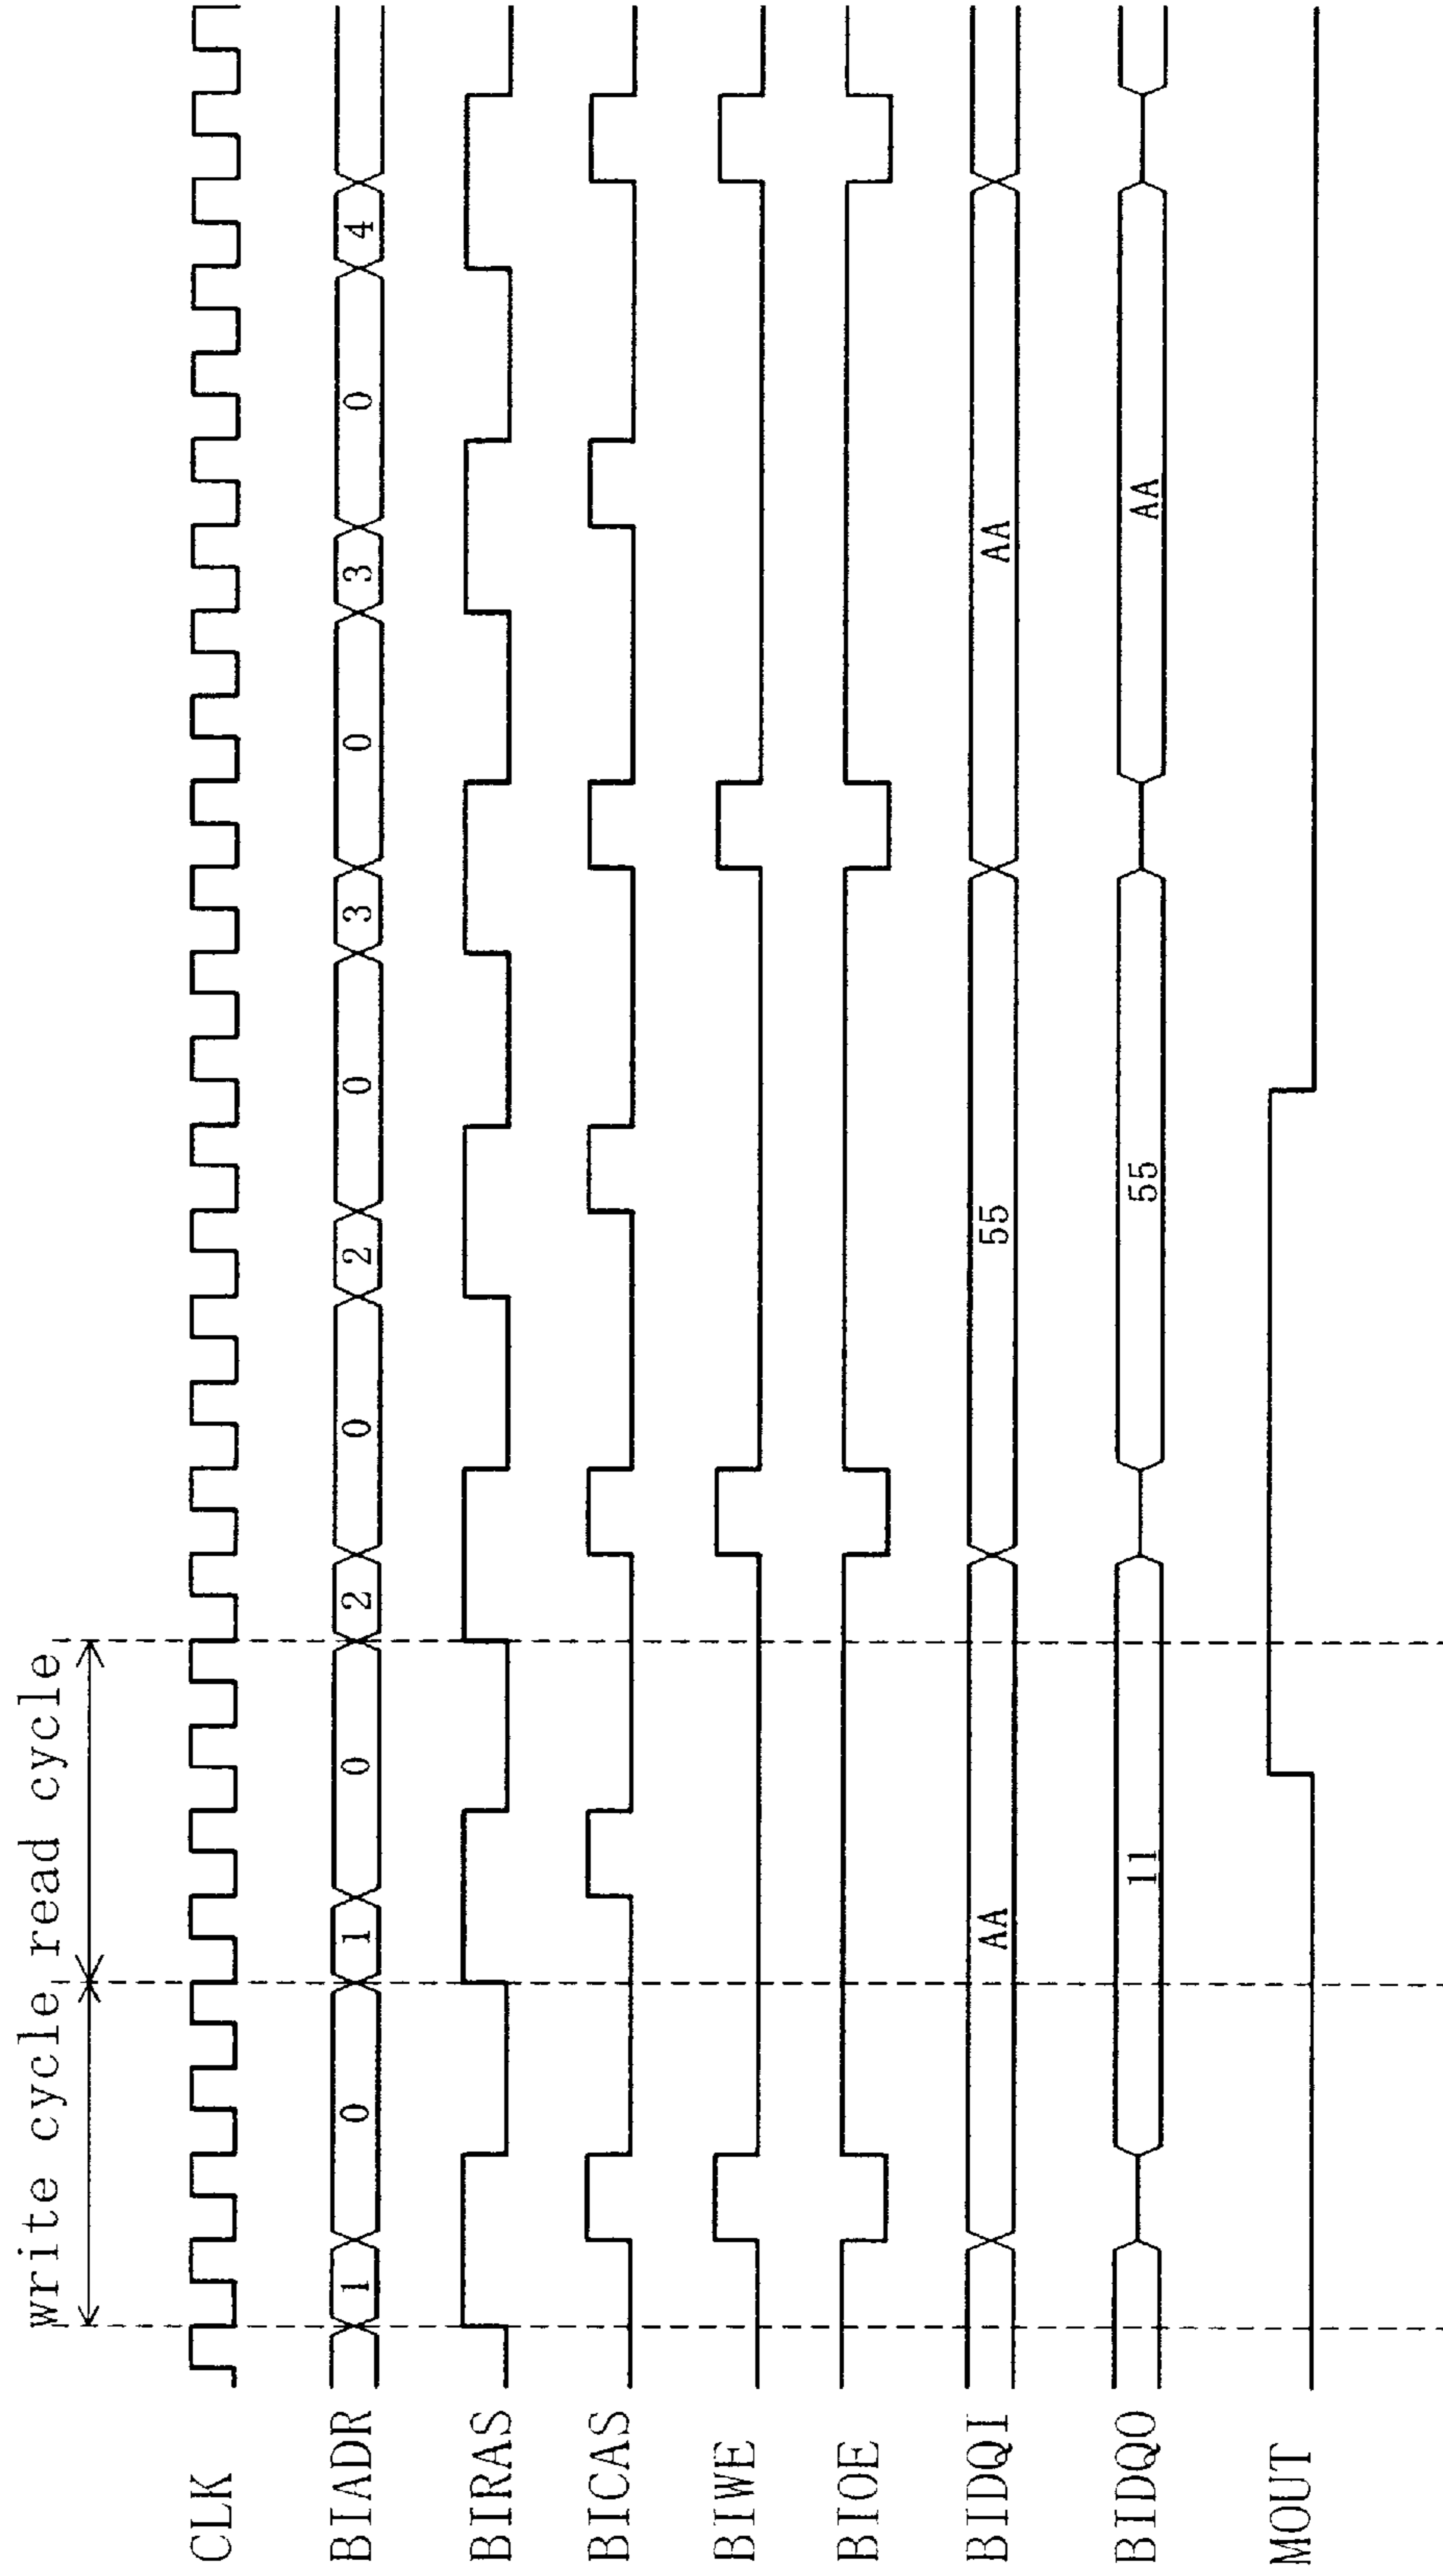 write cycle read cycle
CLK
BIADR 1 0 1 0 2 0 2 0 3 0 3 0 4
BIRAS
BICAS
BIWE
BIOE
BIDQI AA 55 AA
BIDQO 11 55 AA
MOUT